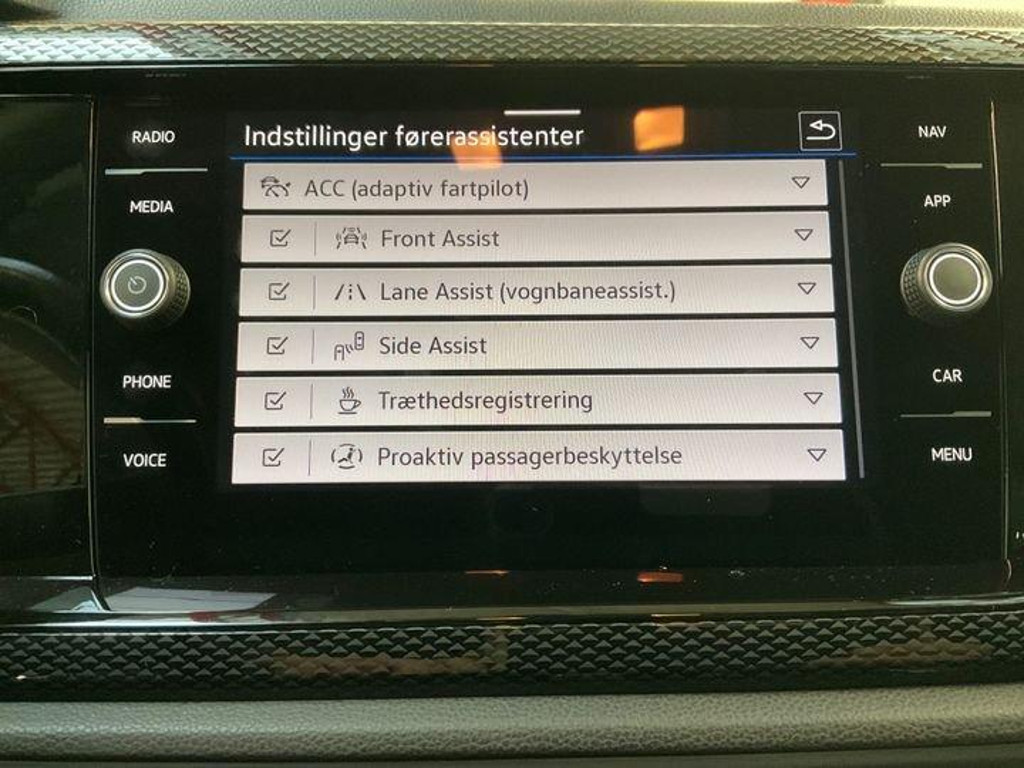 RADIO
MEDIA
PHONE
VOICE
Indstillinger førerassistenter
ACC (adaptiv fartpilot)
Front Assist
Lane Assist (vognbaneassist.)
Side Assist
Træthedsregistrering
Proaktiv passagerbeskyttelse
NAV
APP
CAR
MENU